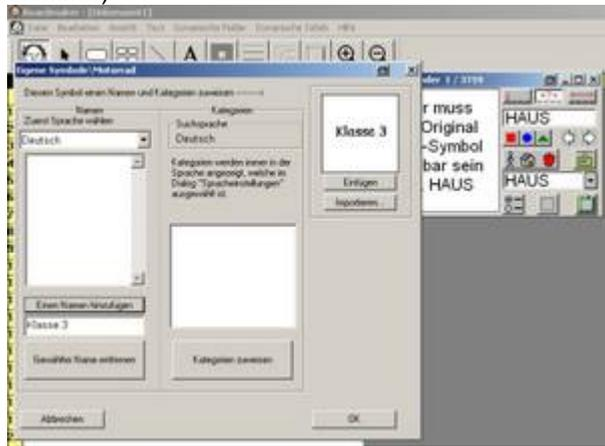 Boardmaker - [Unbenannt1]
Datei Bearbeiten Ansicht Text Dynamische Felder Dynamische Tafeln Hilfe
Eigene Symbole\Motorrad
Diesem Symbol einen Namen und Kategorien zuweisen
Namen
Zuerst Sprache wählen
Deutsch
Einen Namen hinzufügen
Klasse 3
Gewählte Name entfernen
Kategorien
Suchsprache
Deutsch
Kategorien werden immer in der
Sprache angezeigt, welche im
Dialog "Spracheinstellungen"
ausgewählt ist.
Kategorien zuweisen
Klasse 3
Einfügen
Importieren...
Abbrechen
OK
1 / 3799
r muss
Original
-Symbol
bar sein
HAUS
HAUS
HAUS